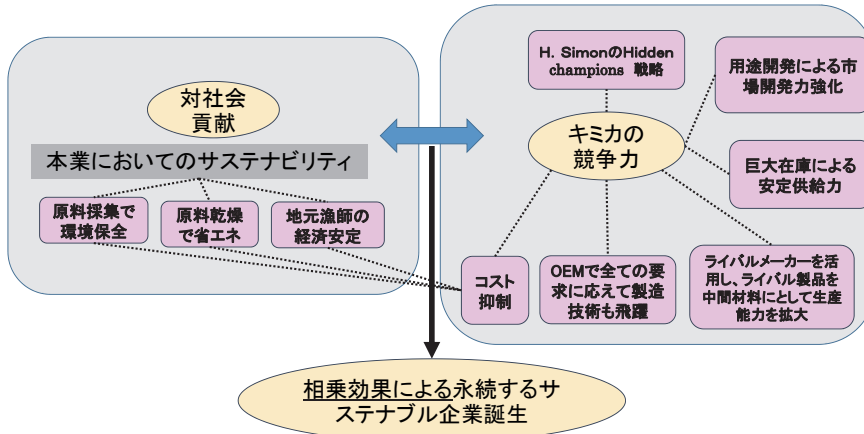 対社会
貢献
本業においてのサステナビリティ
原料採集で
環境保全
原料乾燥
で省エネ
地元漁師の
経済安定
H. SimonのHidden
champions 戦略
用途開発による市
場開発力強化
キミカの
競争力
巨大在庫による
安定供給力
コスト
抑制
OEMで全ての要
求に応えて製造
技術も飛躍
ライバルメーカーを活
用し、ライバル製品を
中間材料にとして生産
能力を拡大
相乗効果による永続するサ
ステナブル企業誕生